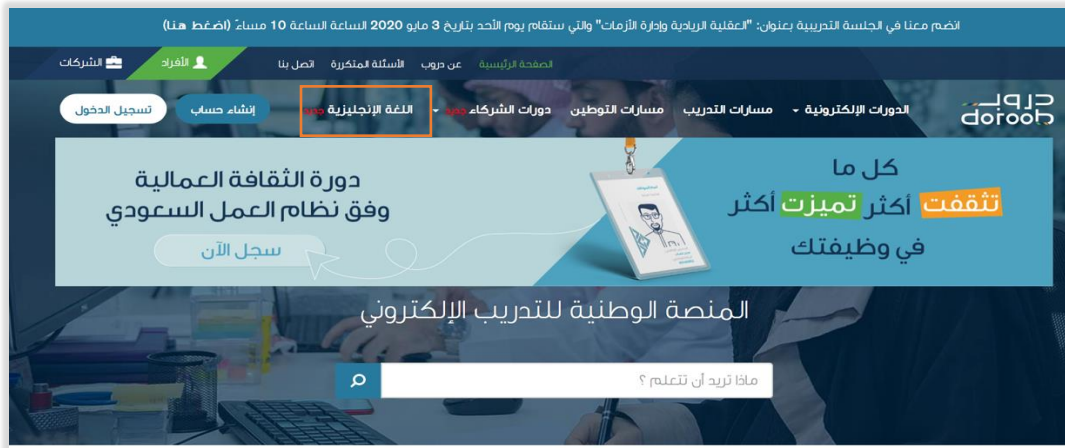 انضم معنا في الجلسة التدريبية بعنوان: "العقلية الريادية وإدارة الأزمات" والتي ستقام يوم الأحد بتاريخ 3 مايو 2020 الساعة الساعة 10 مساءً (اضغط هنا)
الصفحة الرئيسية عن دروب الأسئلة المتكررة اتصل بنا الأفراد الشركات
دروب
doroob
الدورات الإلكترونية مسارات التدريب مسارات التوطين دورات الشركاء جديد اللغة الإنجليزية جديد إنشاء حساب تسجيل الدخول
كل ما
تثقفت أكثر تميزت أكثر
في وظيفتك
دورة الثقافة العمالية
وفق نظام العمل السعودي
سجل الآن
المنصة الوطنية للتدريب الإلكتروني
ماذا تريد أن تتعلم ؟